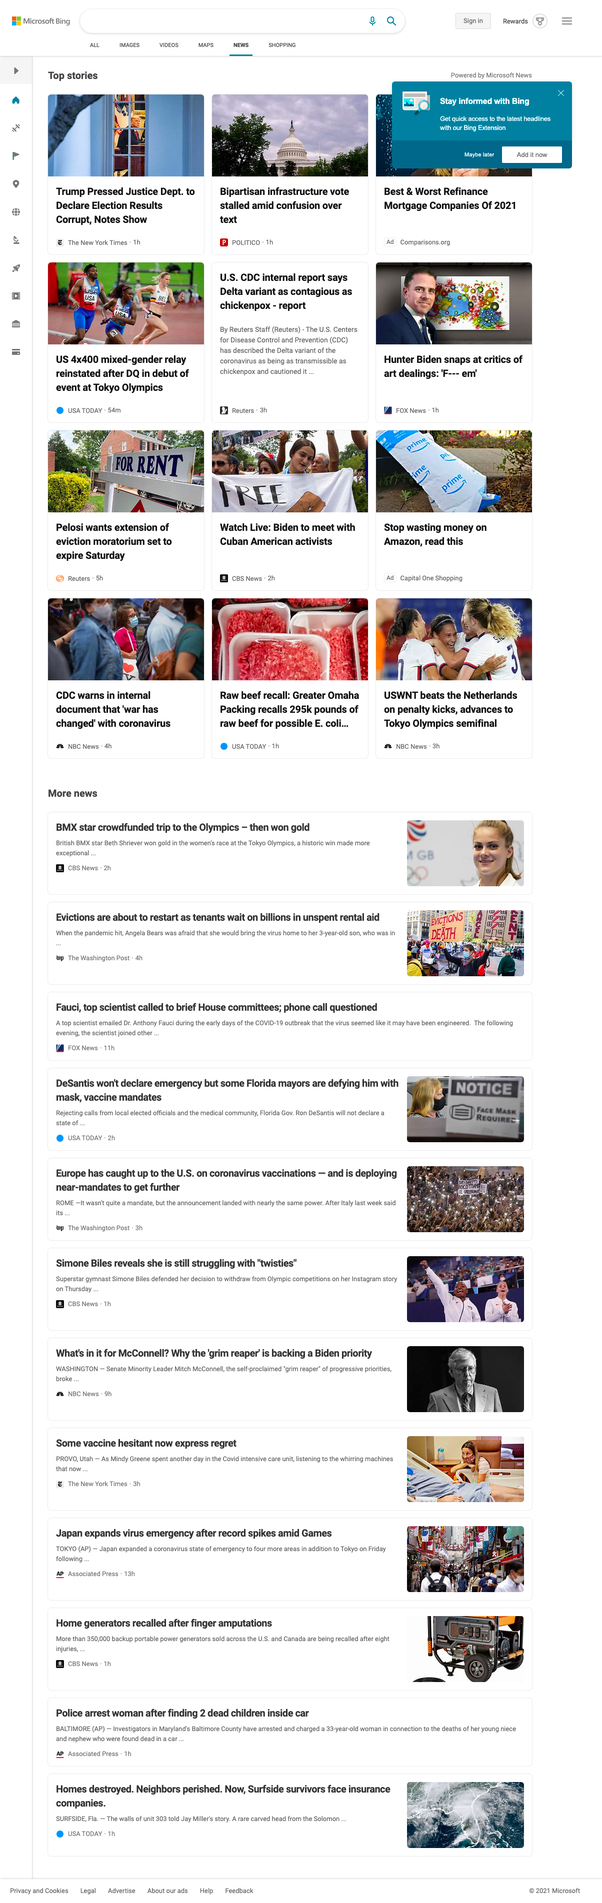 Microsoft Bing
Sign in
Rewards
ALL
IMAGES
VIDEOS
MAPS
NEWS
SHOPPING
Top stories
Powered by Microsoft News
Stay informed with Bing
Get quick access to the latest headlines
with our Bing Extension
Maybe later
Add it now
Trump Pressed Justice Dept. to
Declare Election Results
Corrupt, Notes Show
The New York Times · 1h
Bipartisan infrastructure vote
stalled amid confusion over
text
POLITICO · 1h
Best & Worst Refinance
Mortgage Companies Of 2021
Ad Comparisons.org
USA
USA
BEL
US 4x400 mixed-gender relay
reinstated after DQ in debut of
event at Tokyo Olympics
USA TODAY · 54m
U.S. CDC internal report says
Delta variant as contagious as
chickenpox - report
By Reuters Staff (Reuters) - The U.S. Centers
for Disease Control and Prevention (CDC)
has described the Delta variant of the
coronavirus as being as transmissible as
chickenpox and cautioned it ...
Reuters · 3h
Hunter Biden snaps at critics of
art dealings: 'F--- em'
FOX News · 1h
FOR RENT
Pelosi wants extension of
eviction moratorium set to
expire Saturday
Reuters · 5h
FREE
Watch Live: Biden to meet with
Cuban American activists
CBS News · 2h
prime
prime
prime
Stop wasting money on
Amazon, read this
Ad Capital One Shopping
CDC warns in internal
document that 'war has
changed' with coronavirus
NBC News · 4h
Raw beef recall: Greater Omaha
Packing recalls 295k pounds of
raw beef for possible E. coli...
USA TODAY · 1h
USWNT beats the Netherlands
on penalty kicks, advances to
Tokyo Olympics semifinal
NBC News · 3h
More news
BMX star crowdfunded trip to the Olympics – then won gold
British BMX star Beth Shriever won gold in the women's race at the Tokyo Olympics, a historic win made more
exceptional ...
CBS News · 2h
GB
Evictions are about to restart as tenants wait on billions in unspent rental aid
When the pandemic hit, Angela Bears was afraid that she would bring the virus home to her 3-year-old son, who was in
...
The Washington Post · 4h
EVICTIONS
DEATH
Fauci, top scientist called to brief House committees; phone call questioned
A top scientist emailed Dr. Anthony Fauci during the early days of the COVID-19 outbreak that the virus seemed like it may have been engineered. The following
evening, the scientist joined other ...
FOX News · 11h
DeSantis won't declare emergency but some Florida mayors are defying him with
mask, vaccine mandates
Rejecting calls from local elected officials and the medical community, Florida Gov. Ron DeSantis will not declare a
state of ...
USA TODAY · 2h
NOTICE
FACE MASK
REQUIRED
Europe has caught up to the U.S. on coronavirus vaccinations — and is deploying
near-mandates to get further
ROME —It wasn't quite a mandate, but the announcement landed with nearly the same power. After Italy last week said
its ...
The Washington Post · 3h
Simone Biles reveals she is still struggling with "twisties"
Superstar gymnast Simone Biles defended her decision to withdraw from Olympic competitions on her Instagram story
on Thursday ...
CBS News · 1h
What's in it for McConnell? Why the 'grim reaper' is backing a Biden priority
WASHINGTON — Senate Minority Leader Mitch McConnell, the self-proclaimed "grim reaper" of progressive priorities,
broke ...
NBC News · 9h
Some vaccine hesitant now express regret
PROVO, Utah — As Mindy Greene spent another day in the Covid intensive care unit, listening to the whirring machines
that now ...
The New York Times · 3h
Japan expands virus emergency after record spikes amid Games
TOKYO (AP) — Japan expanded a coronavirus state of emergency to four more areas in addition to Tokyo on Friday
following ...
AP Associated Press · 13h
Home generators recalled after finger amputations
More than 350,000 backup portable power generators sold across the U.S. and Canada are being recalled after eight
injuries, ...
CBS News · 1h
Police arrest woman after finding 2 dead children inside car
BALTIMORE (AP) — Investigators in Maryland's Baltimore County have arrested and charged a 33-year-old woman in connection to the deaths of her young niece
and nephew who were found dead in a car ...
AP Associated Press · 1h
Homes destroyed. Neighbors perished. Now, Surfside survivors face insurance
companies.
SURFSIDE, Fla. — The walls of unit 303 told Jay Miller's story. A rare carved head from the Solomon ...
USA TODAY · 1h
Privacy and Cookies
Legal
Advertise
About our ads
Help
Feedback
© 2021 Microsoft